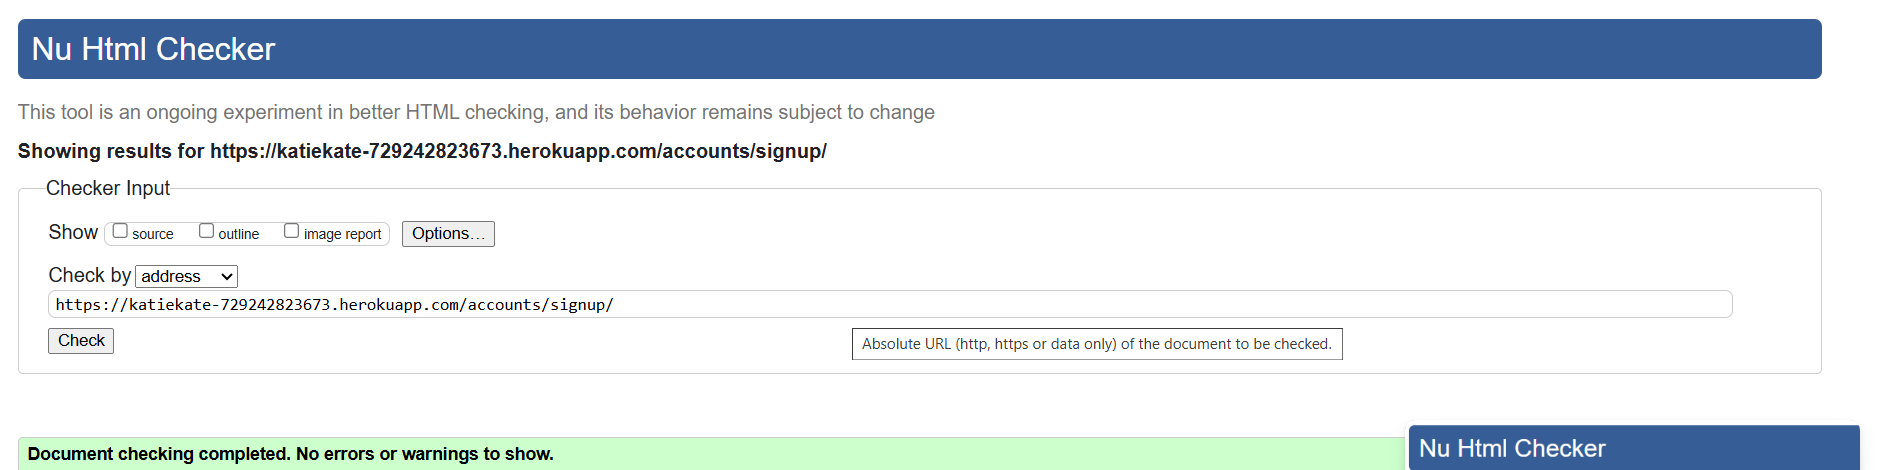 Nu Html Checker
This tool is an ongoing experiment in better HTML checking, and its behavior remains subject to change
Showing results for https://katiekate-729242823673.herokuapp.com/accounts/signup/
Checker Input
Show source outline image report Options...
Check by address
https://katiekate-729242823673.herokuapp.com/accounts/signup/
Check
Absolute URL (http, https or data only) of the document to be checked.
Document checking completed. No errors or warnings to show.
Nu Html Checker